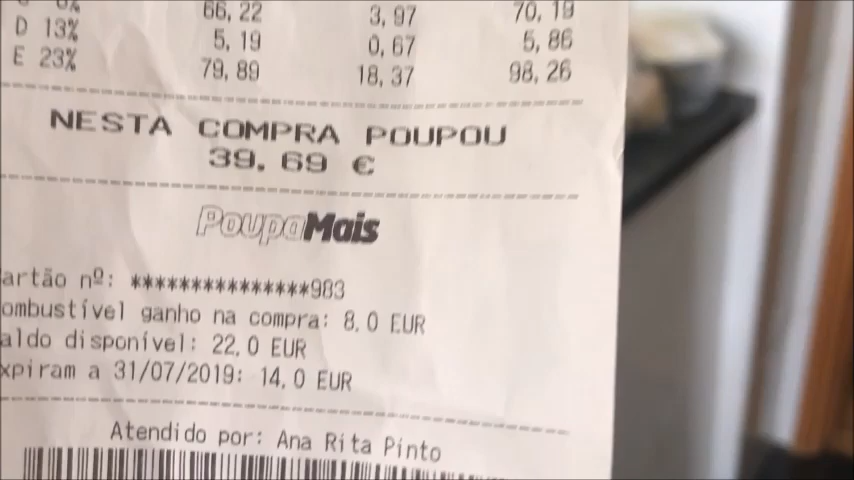 6% 66,22 3,97 70,19
D 13% 5,19 0,67 5,86
E 23% 79,89 18,37 98,26
NESTA COMPRA POUPOU
39,69 €
PoupaMais
artão nº: ***************983
ombustível ganho na compra: 8,0 EUR
aldo disponível: 22,0 EUR
xpiram a 31/07/2019: 14,0 EUR
Atendido por: Ana Rita Pinto